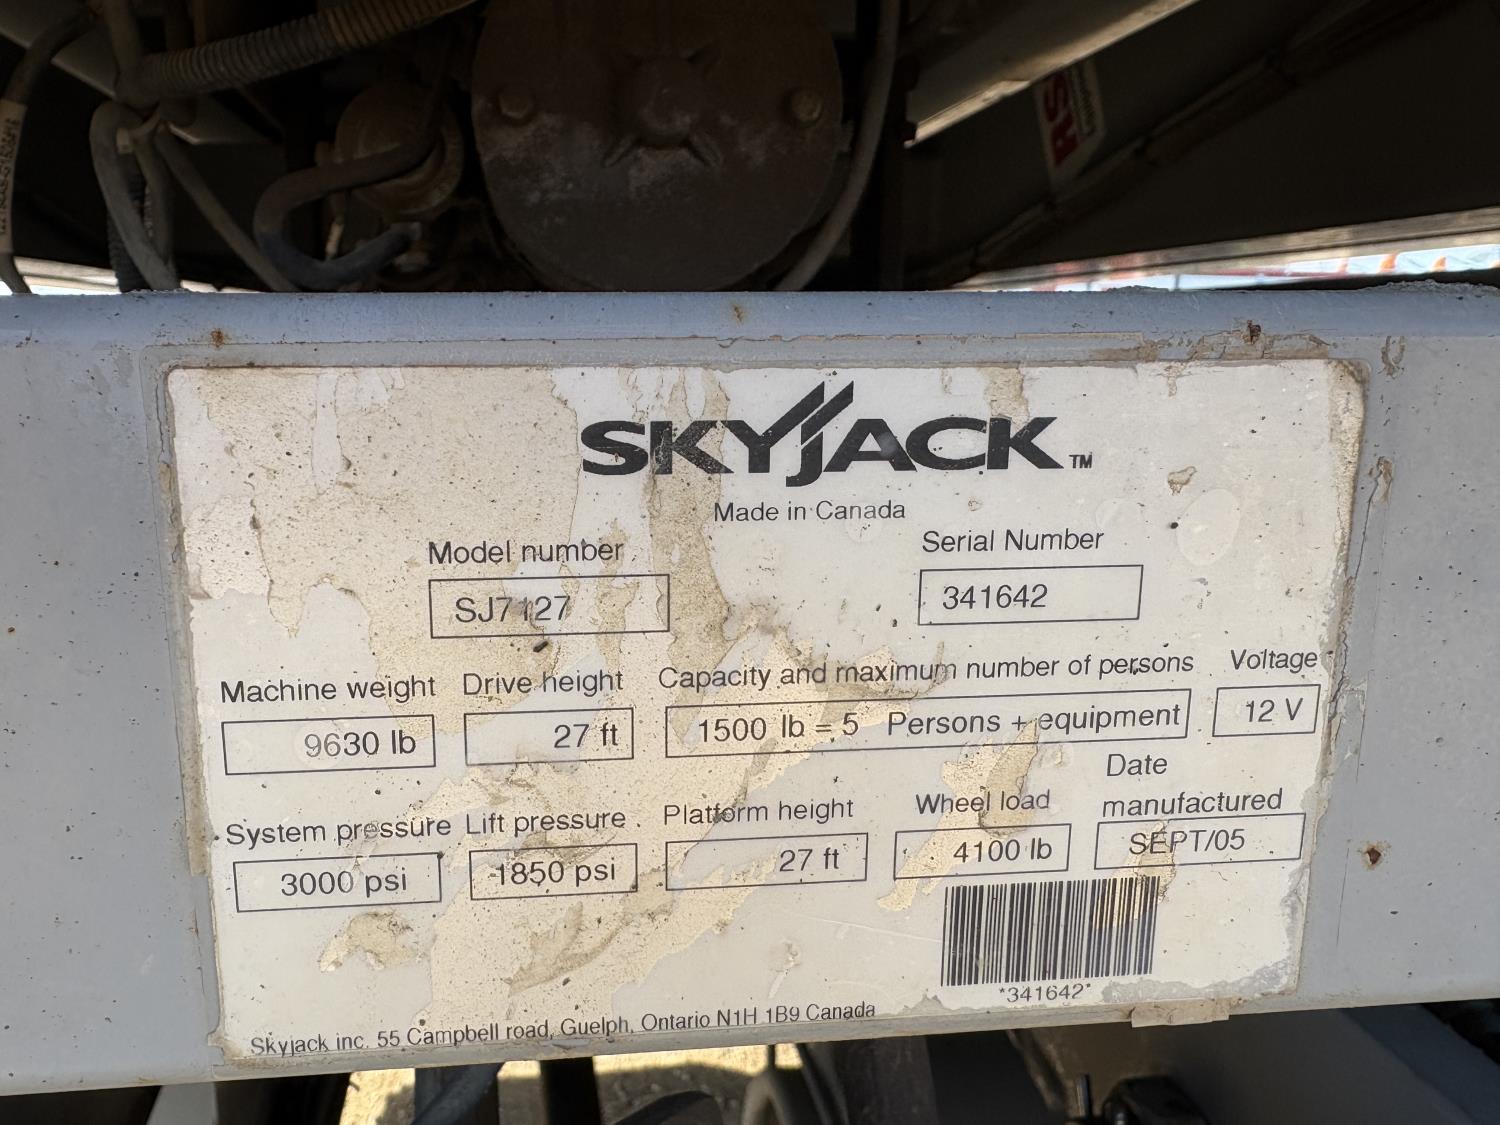 SKYJACK™
Made in Canada
Model number
SJ7127
Serial Number
341642
Machine weight
9630 lb
Drive height
27 ft
Capacity and maximum number of persons
1500 lb = 5 Persons + equipment
Voltage
12 V
System pressure
3000 psi
Lift pressure
1850 psi
Platform height
27 ft
Wheel load
4100 lb
Date
manufactured
SEPT/05
*341642*
Skyjack inc. 55 Campbell road, Guelph, Ontario N1H 1B9 Canada